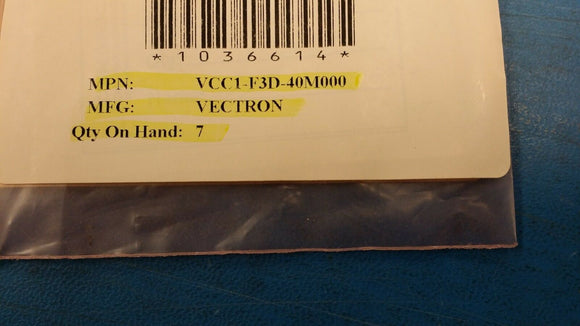 *1036614*
MPN: VCC1-F3D-40M000
MFG: VECTRON
Qty On Hand: 7